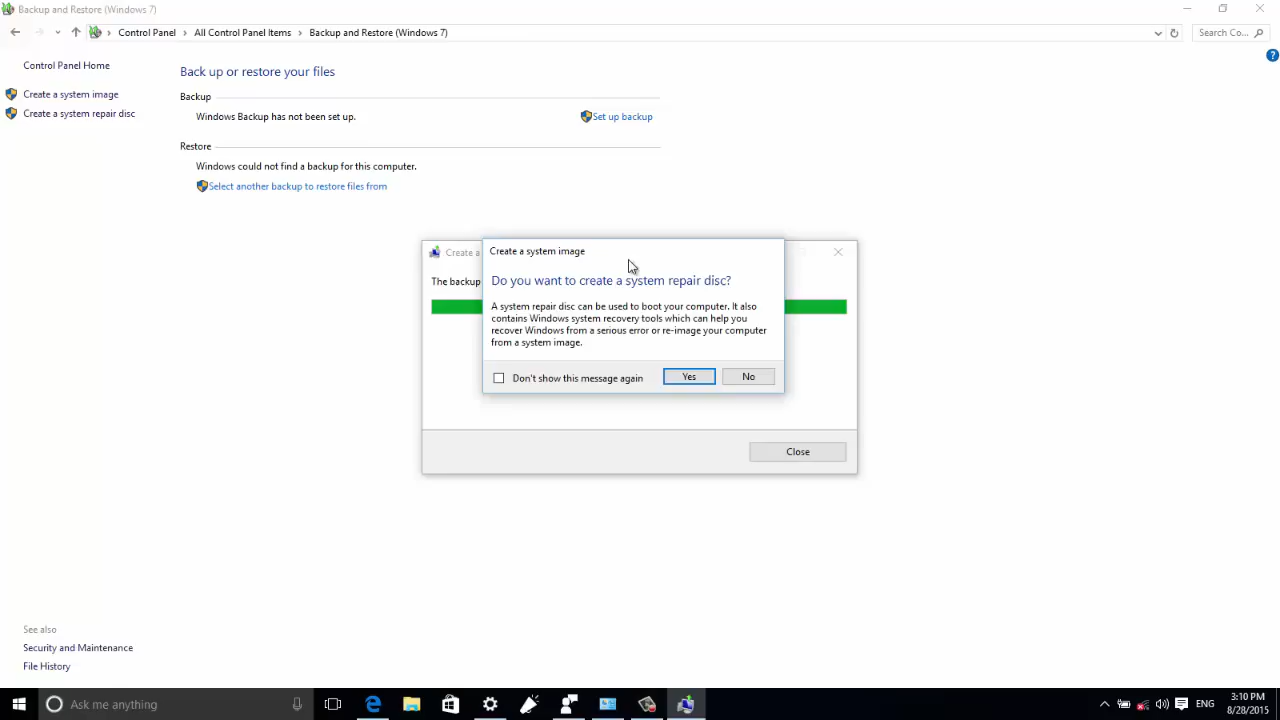 Backup and Restore (Windows 7)
Control Panel > All Control Panel Items > Backup and Restore (Windows 7)
Search Co...
Control Panel Home
Create a system image
Create a system repair disc
Back up or restore your files
Backup
Windows Backup has not been set up.
Set up backup
Restore
Windows could not find a backup for this computer.
Select another backup to restore files from
Create a
The backup
Create a system image
Do you want to create a system repair disc?
A system repair disc can be used to boot your computer. It also
contains Windows system recovery tools which can help you
recover Windows from a serious error or re-image your computer
from a system image.
Don't show this message again
Yes
No
Close
See also
Security and Maintenance
File History
Ask me anything
ENG
3:10 PM
8/28/2015